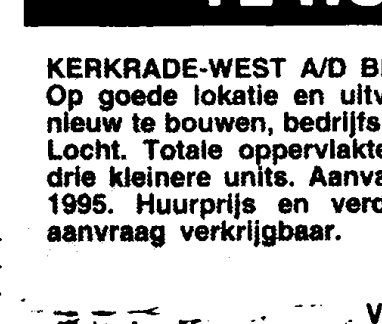 KERKRADE-WEST A/D B
Op goede lokatie en uitv
nieuw te bouwen, bedrijfs
Locht. Totale oppervlakte
drie kleinere units. Aanva
1995. Huurprijs en verd
aanvraag verkrijgbaar.
V